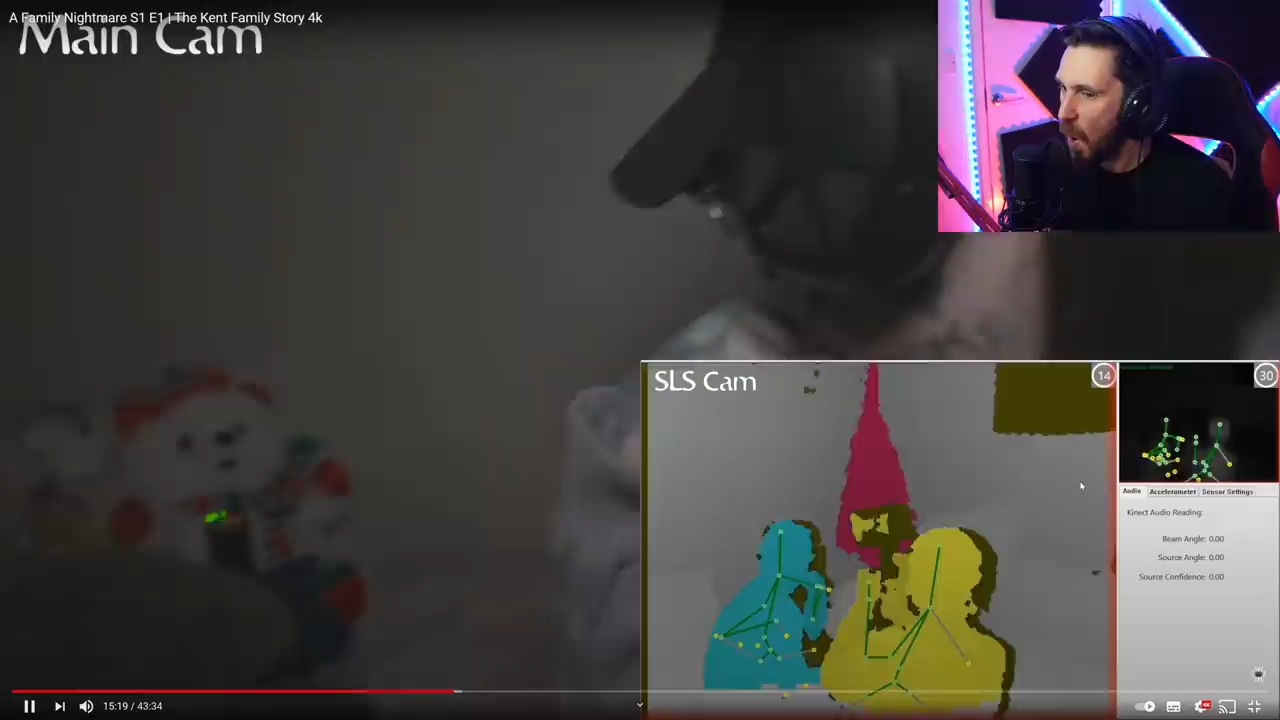 A Family Nightmare S1 E1 | The Kent Family Story 4k
Main Cam
SLS Cam
14
30
Audio Accelerometer Sensor Settings
Kinect Audio Reading:
Beam Angle: 0.00
Source Angle: 0.00
Source Confidence: 0.00
15:19 / 43:34
4K